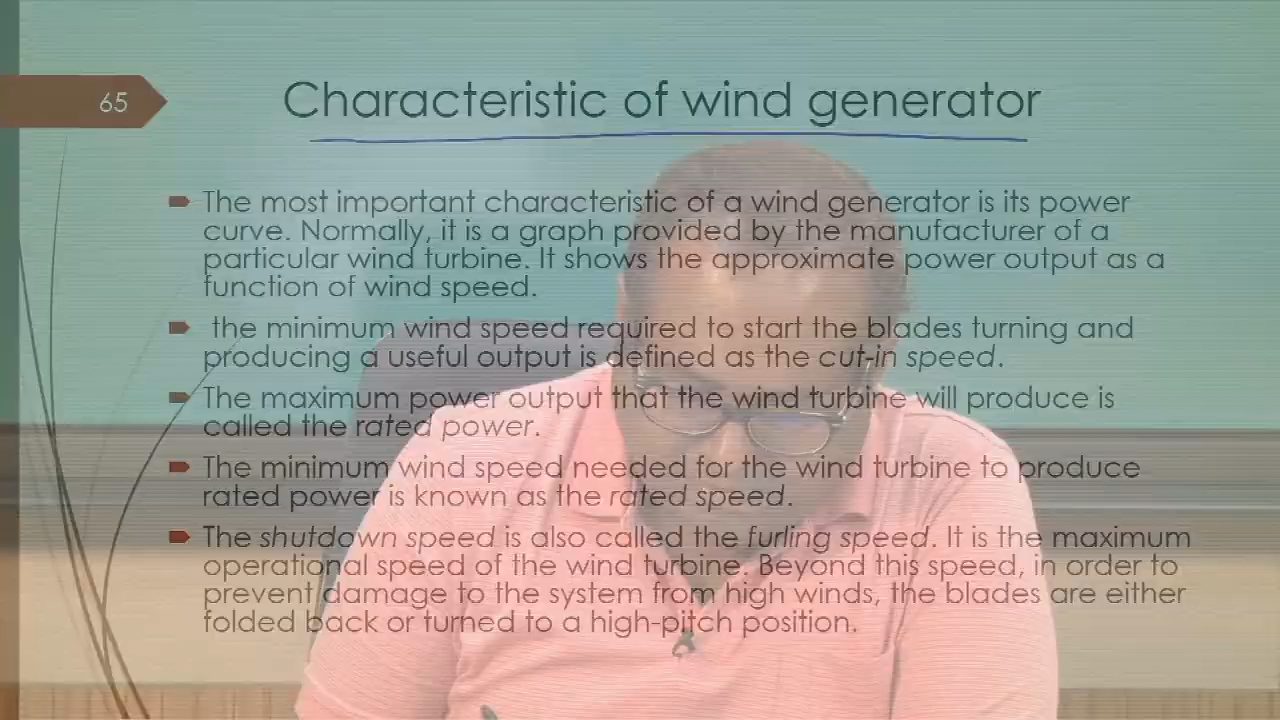 65
Characteristic of wind generator
The most important characteristic of a wind generator is its power
curve. Normally, it is a graph provided by the manufacturer of a
particular wind turbine. It shows the approximate power output as a
function of wind speed.
the minimum wind speed required to start the blades turning and
producing a useful output is defined as the cut-in speed.
The maximum power output that the wind turbine will produce is
called the rated power.
The minimum wind speed needed for the wind turbine to produce
rated power is known as the rated speed.
The shutdown speed is also called the furling speed. It is the maximum
operational speed of the wind turbine. Beyond this speed, in order to
prevent damage to the system from high winds, the blades are either
folded back or turned to a high-pitch position.